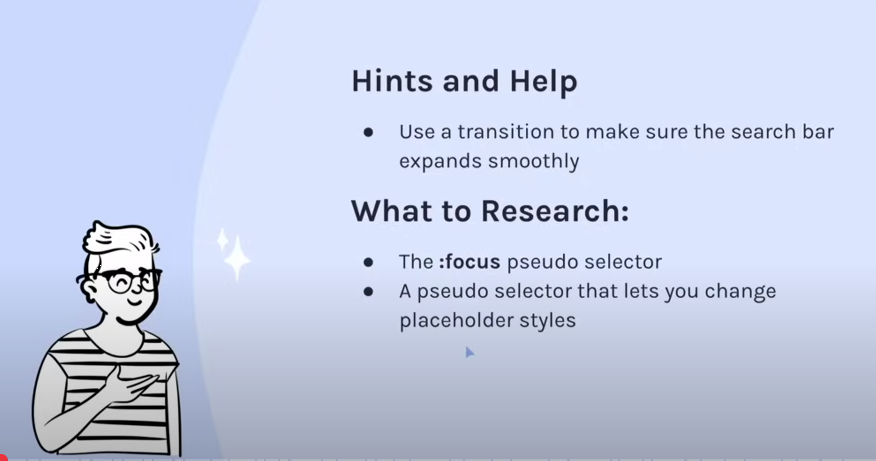 Hints and Help
● Use a transition to make sure the search bar
expands smoothly
What to Research:
● The :focus pseudo selector
● A pseudo selector that lets you change
placeholder styles